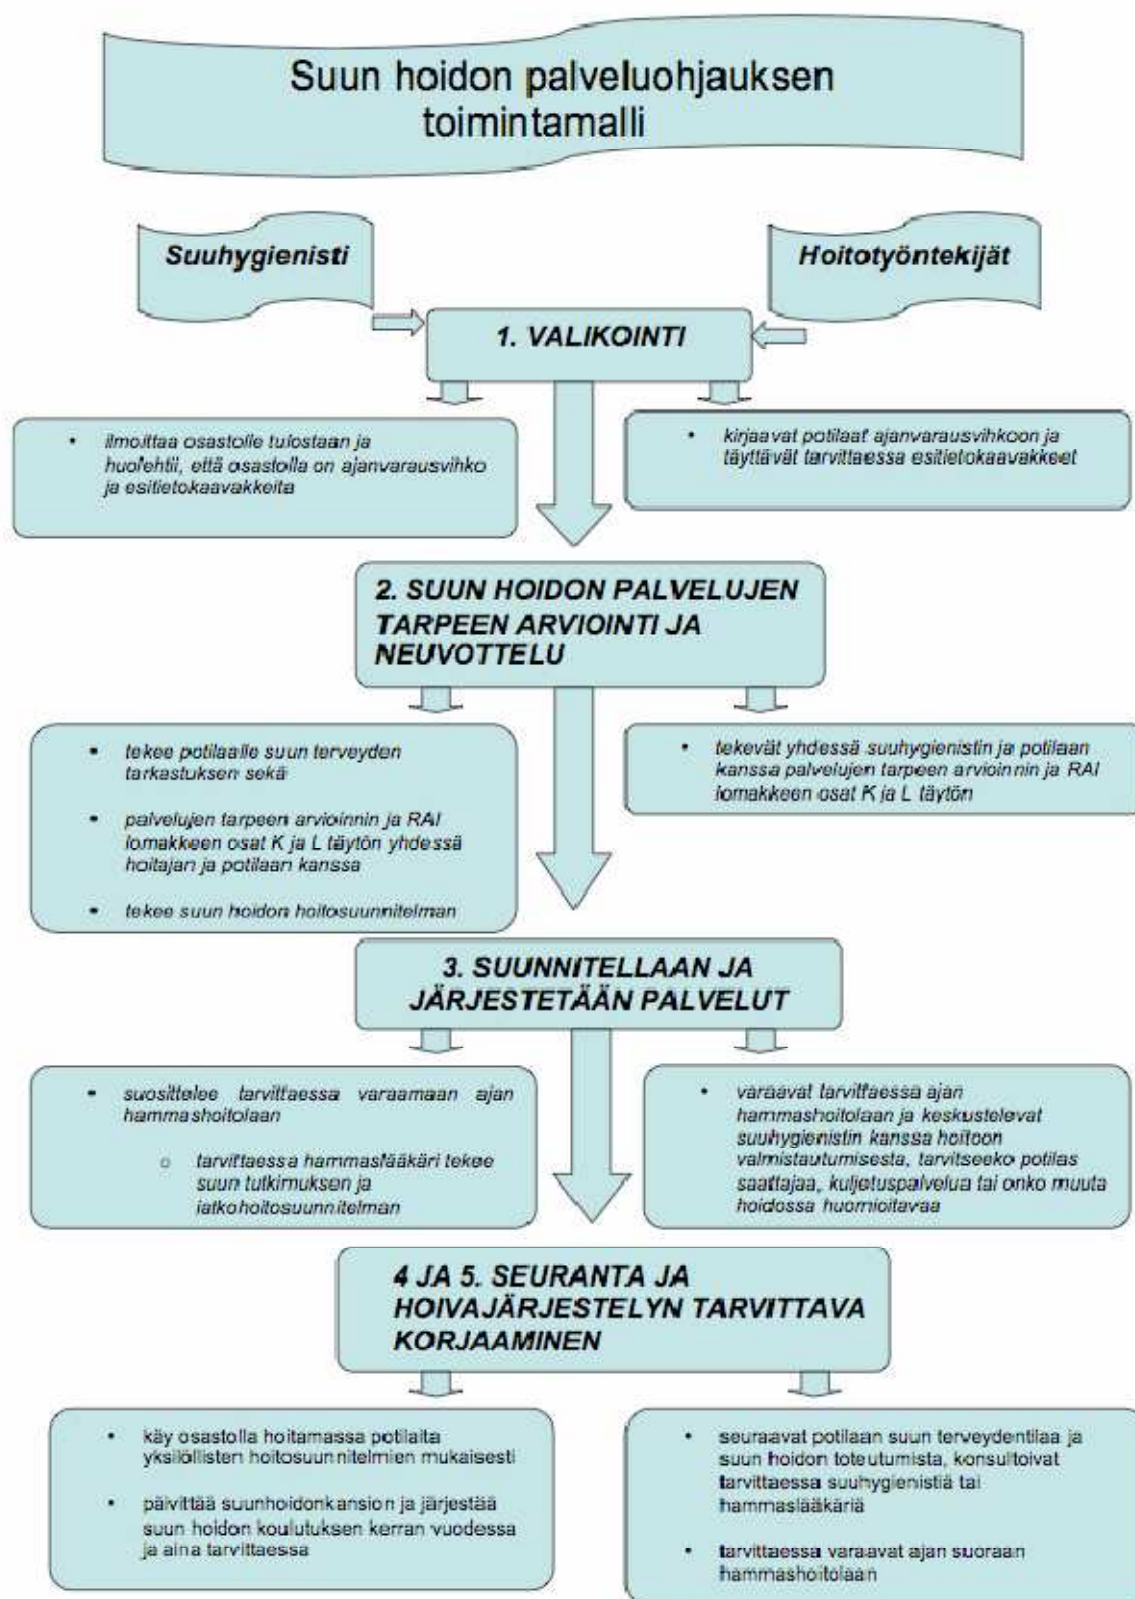 Suun hoidon palveluohjauksen
toimintamalli
Suuhygienisti
Hoitotyöntekijät
1. VALIKOINTI
• ilmoittaa osastolle tulostaan ja
huolehtii, että osastolla on ajanvarausvihko
ja esitietokaavakkeita
• kirjaavat potilaat ajanvarausvihkoon ja
täyttävät tarvittaessa esitietokaavakkeet
2. SUUN HOIDON PALVELUJEN
TARPEEN ARVIOINTI JA
NEUVOTTELU
• tekee potilaalle suun terveyden
tarkastuksen sekä
• palvelujen tarpeen arvioinnin ja RAI
lomakkeen osat K ja L täytön yhdessä
hoitajan ja potilaan kanssa
• tekee suun hoidon hoitosuunnitelman
• tekevät yhdessä suuhygienistin ja potilaan
kanssa palvelujen tarpeen arvioinnin ja RAI
lomakkeen osat K ja L täytön
3. SUUNNITELLAAN JA
JÄRJESTETÄÄN PALVELUT
• suosittelee tarvittaessa varaamaan ajan
hammashoitolaan
o tarvittaessa hammaslääkäri tekee
suun tutkimuksen ja
jatkohoitosuunnitelman
• varaavat tarvittaessa ajan
hammashoitolaan ja keskustelevat
suuhygienistin kanssa hoitoon
valmistautumisesta, tarvitseeko potilas
saattajaa, kuljetuspalvelua tai onko muuta
hoidossa huomioitavaa
4 JA 5. SEURANTA JA
HOIVAJÄRJESTELYN TARVITTAVA
KORJAAMINEN
• käy osastolla hoitamassa potilaita
yksilöllisten hoitosuunnitelmien mukaisesti
• päivittää suunhoidonkansion ja järjestää
suun hoidon koulutuksen kerran vuodessa
ja aina tarvittaessa
• seuraavat potilaan suun terveydentilaa ja
suun hoidon toteutumista, konsultoivat
tarvittaessa suuhygienistiä tai
hammaslääkäriä
• tarvittaessa varaavat ajan suoraan
hammashoitolaan